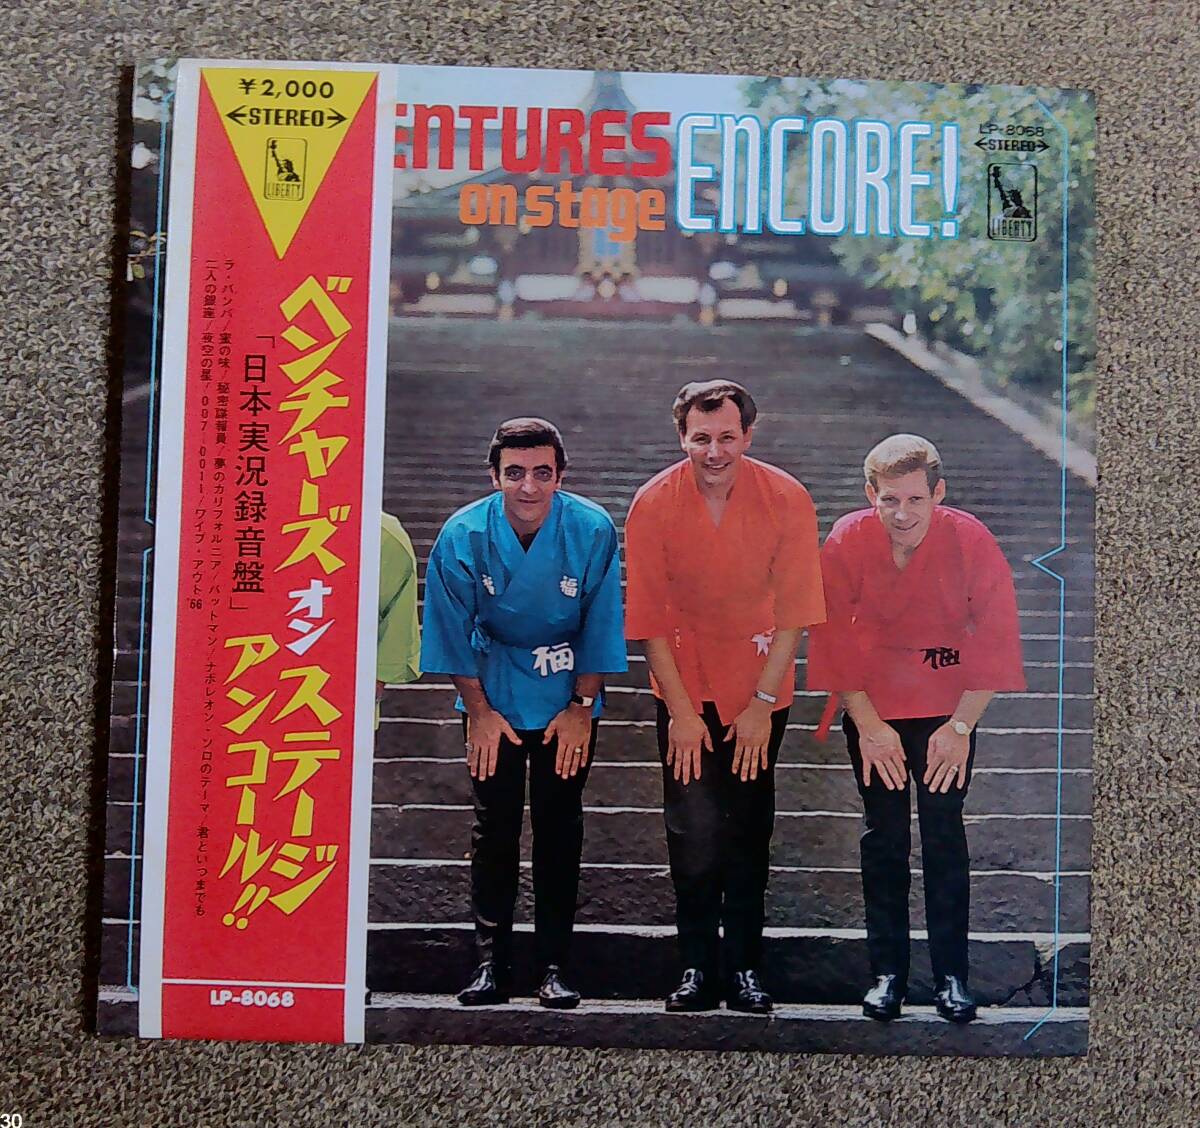 ¥2,000
←STEREO→
LIBERTY
ベンチャーズ オン ステージ
アンコール!!
「日本実況録音盤」
ラ・バンバ/蜜の味/秘密諜報員/夢のカリフォルニア/バットマン/ナポレオン・ソロのテーマ/君といつまでも
二人の銀座/夜空の星/007-0011/ワイプ・アウト'66
LP-8068
ENTURES
on stage
ENCORE!
LP-8068
←STEREO→
LIBERTY
福
福
福
30